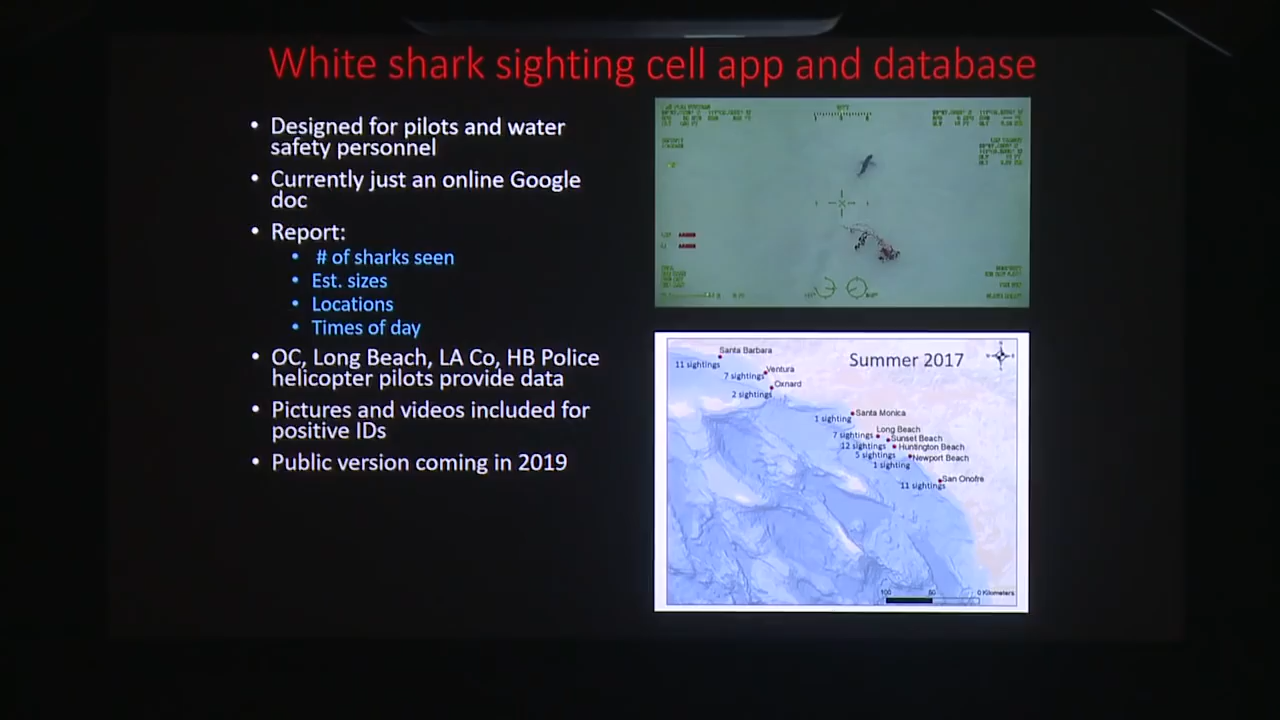 White shark sighting cell app and database
• Designed for pilots and water
safety personnel
• Currently just an online Google
doc
• Report:
• # of sharks seen
• Est. sizes
• Locations
• Times of day
• OC, Long Beach, LA Co, HB Police
helicopter pilots provide data
• Pictures and videos included for
positive IDs
• Public version coming in 2019
Summer 2017
Santa Barbara
11 sightings
Ventura
7 sightings
Oxnard
2 sightings
Santa Monica
1 sighting
Long Beach
7 sightings
Sunset Beach
12 sightings
Huntington Beach
5 sightings
Newport Beach
1 sighting
San Onofre
11 sightings
100 50 0 Kilometers